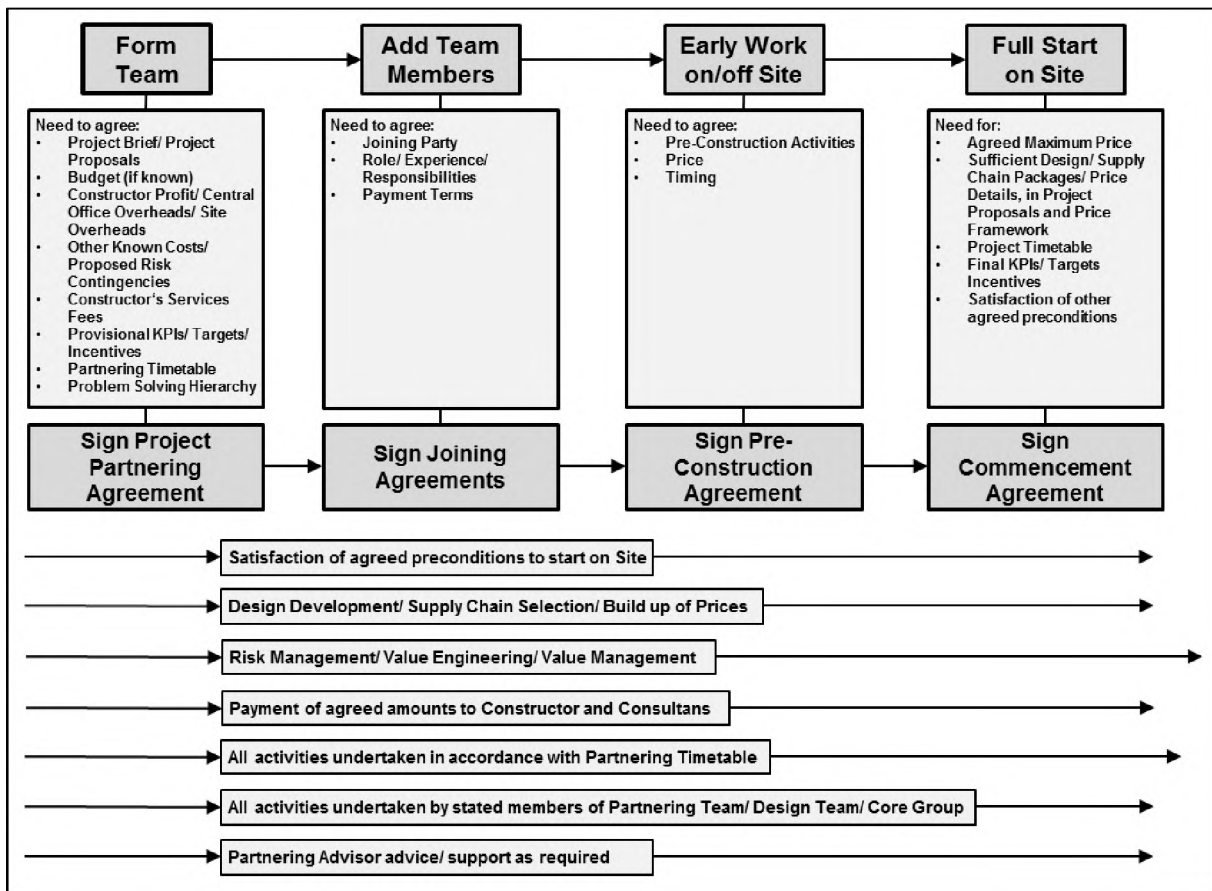 Form
Team
Add Team
Members
Early Work
on/off Site
Full Start
on Site
Need to agree:
• Project Brief/ Project
Proposals
• Budget (if known)
• Constructor Profit/ Central
Office Overheads/ Site
Overheads
• Other Known Costs/
Proposed Risk
Contingencies
• Constructor's Services
Fees
• Provisional KPIs/ Targets/
Incentives
• Partnering Timetable
• Problem Solving Hierarchy
Need to agree:
• Joining Party
• Role/ Experience/
Responsibilities
• Payment Terms
Need to agree:
• Pre-Construction Activities
• Price
• Timing
Need for:
• Agreed Maximum Price
• Sufficient Design/ Supply
Chain Packages/ Price
Details, in Project
Proposals and Price
Framework
• Project Timetable
• Final KPIs/ Targets
Incentives
• Satisfaction of other
agreed preconditions
Sign Project
Partnering
Agreement
Sign Joining
Agreements
Sign Pre-
Construction
Agreement
Sign
Commencement
Agreement
Satisfaction of agreed preconditions to start on Site
Design Development/ Supply Chain Selection/ Build up of Prices
Risk Management/ Value Engineering/ Value Management
Payment of agreed amounts to Constructor and Consultans
All activities undertaken in accordance with Partnering Timetable
All activities undertaken by stated members of Partnering Team/ Design Team/ Core Group
Partnering Advisor advice/ support as required